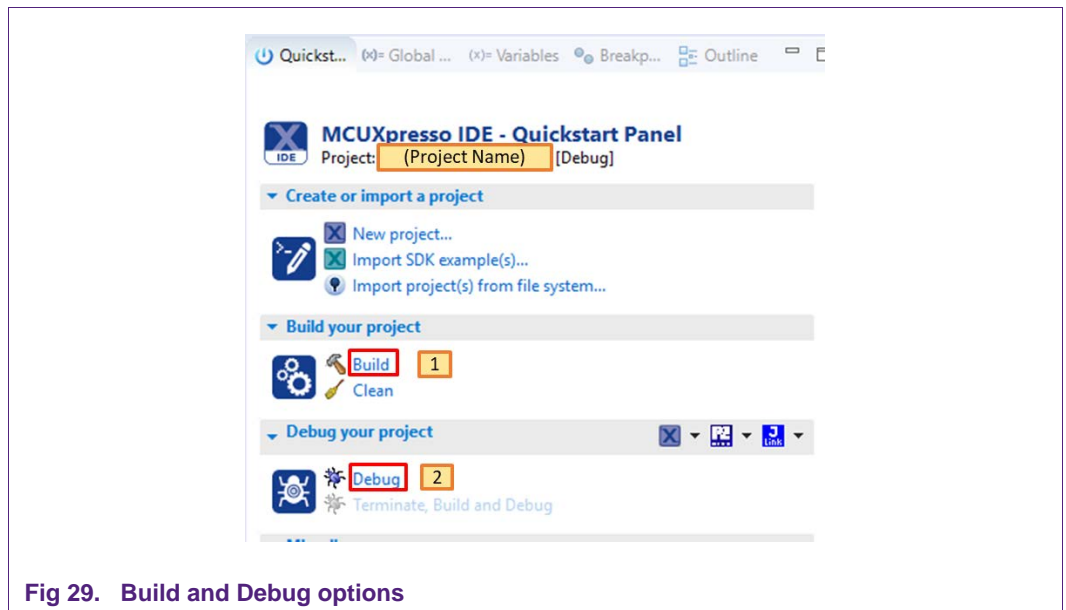 Quickst... (x)= Global ... (x)= Variables Breakp... Outline
MCUXpresso IDE - Quickstart Panel
IDE Project: (Project Name) [Debug]
Create or import a project
New project...
Import SDK example(s)...
Import project(s) from file system...
Build your project
Build 1
Clean
Debug your project
Debug 2
Terminate, Build and Debug
Fig 29. Build and Debug options